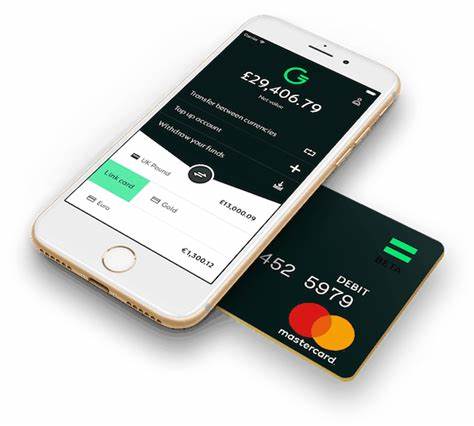 £29,406.79
Net value
Transfer between currencies
Top up account
Withdraw your funds
UK Pound
£13,000.09
Link card
Gold
Euro
€1,300.12
BETA
DEBIT
452 5979
mastercard